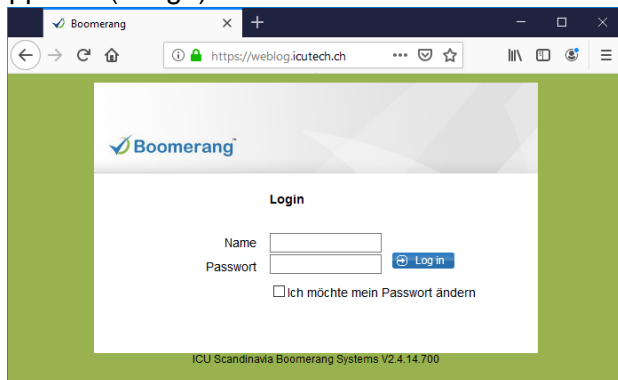 Boomerang
https://weblog.icutech.ch
Boomerang
Login
Name
Passwort
Log in
Ich möchte mein Passwort ändern
ICU Scandinavia Boomerang Systems V2.4.14.700